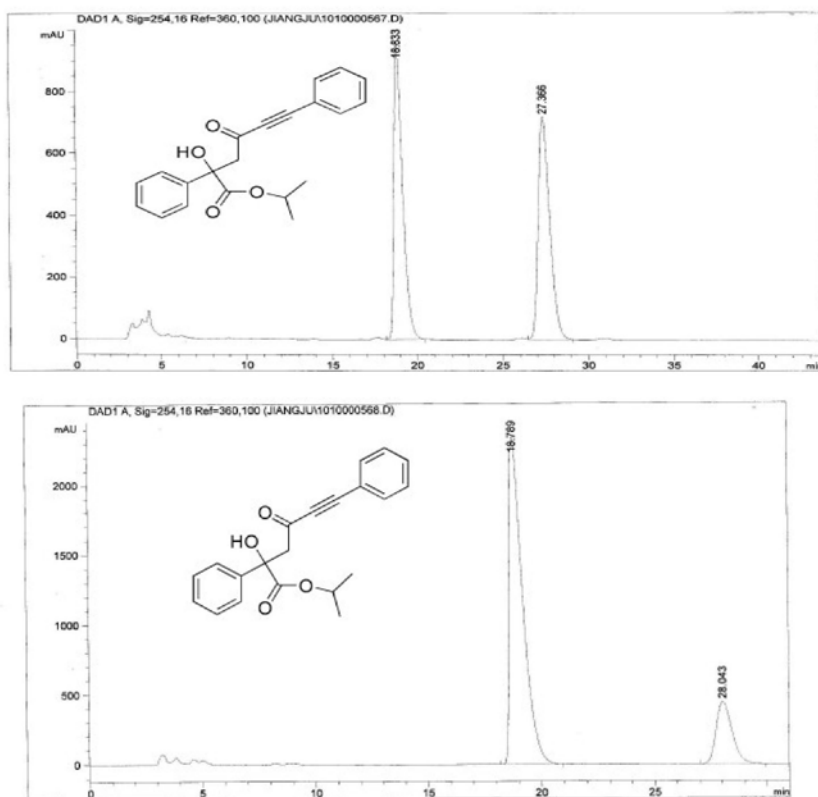 DAD1 A, Sig=254,16 Ref=360,100 (JIANGJU\1010000567.D)
mAU
18.833
27.366
800
600
400
200
0
O
HO
O
O
0 5 10 15 20 25 30 35 40 min
DAD1 A, Sig=254,16 Ref=360,100 (JIANGJU\1010000568.D)
mAU
18.789
28.043
2000
1500
1000
500
0
O
HO
O
O
0 5 10 15 20 25 min